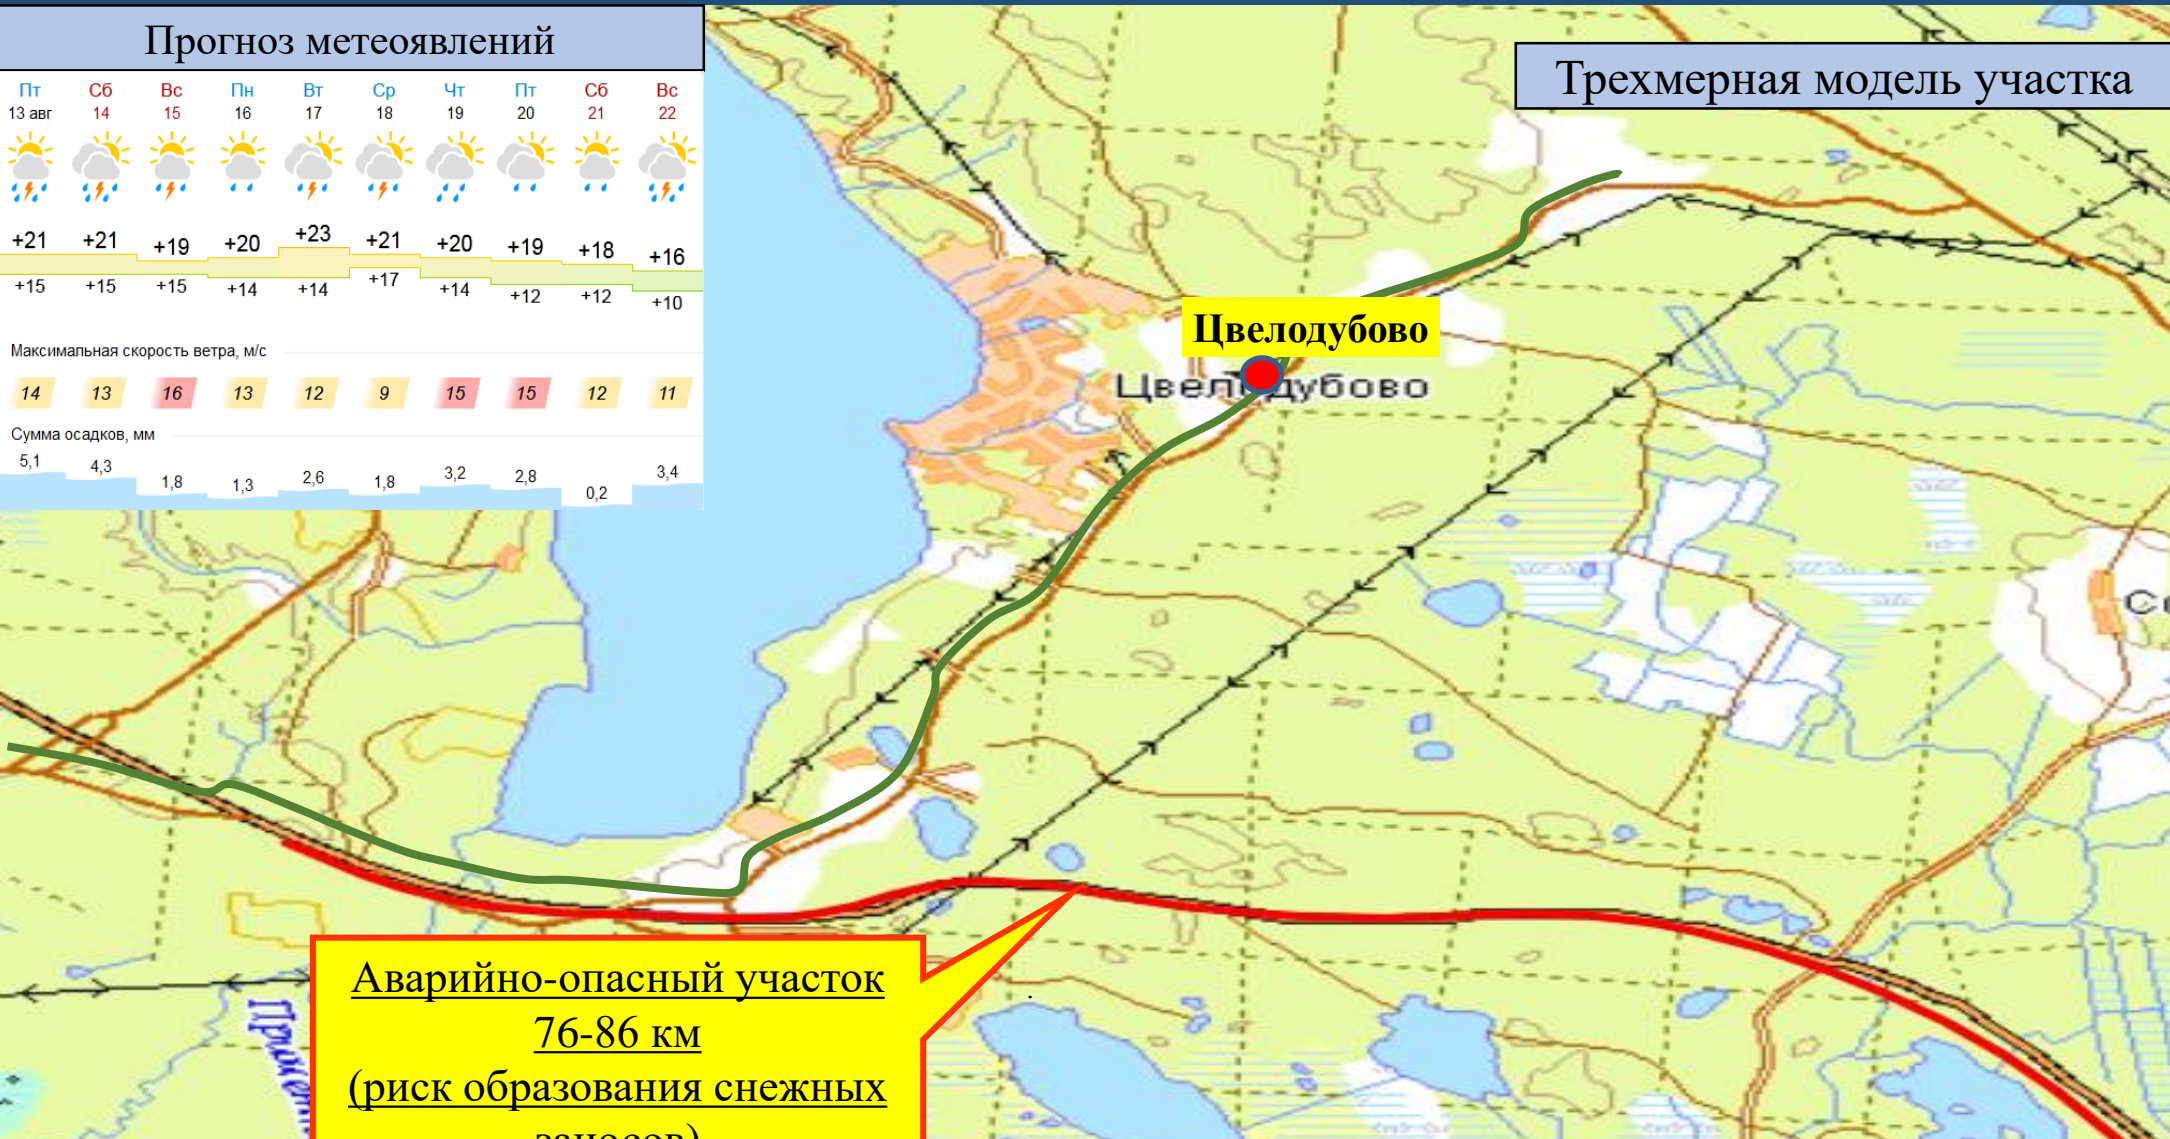 Прогноз метеоявлений
Трехмерная модель участка
Пт Сб Вс Пн Вт Ср Чт Пт Сб Вс
13 авг 14 15 16 17 18 19 20 21 22
+21 +21 +19 +20 +23 +21 +20 +19 +18 +16
+15 +15 +15 +14 +14 +17 +14 +12 +12 +10
Максимальная скорость ветра, м/с
14 13 16 13 12 9 15 15 12 11
Сумма осадков, мм
5,1 4,3 1,8 1,3 2,6 1,8 3,2 2,8 0,2 3,4
Цвелодубово
Цвелодубово
Аварийно-опасный участок
76-86 км
(риск образования снежных
заносов)